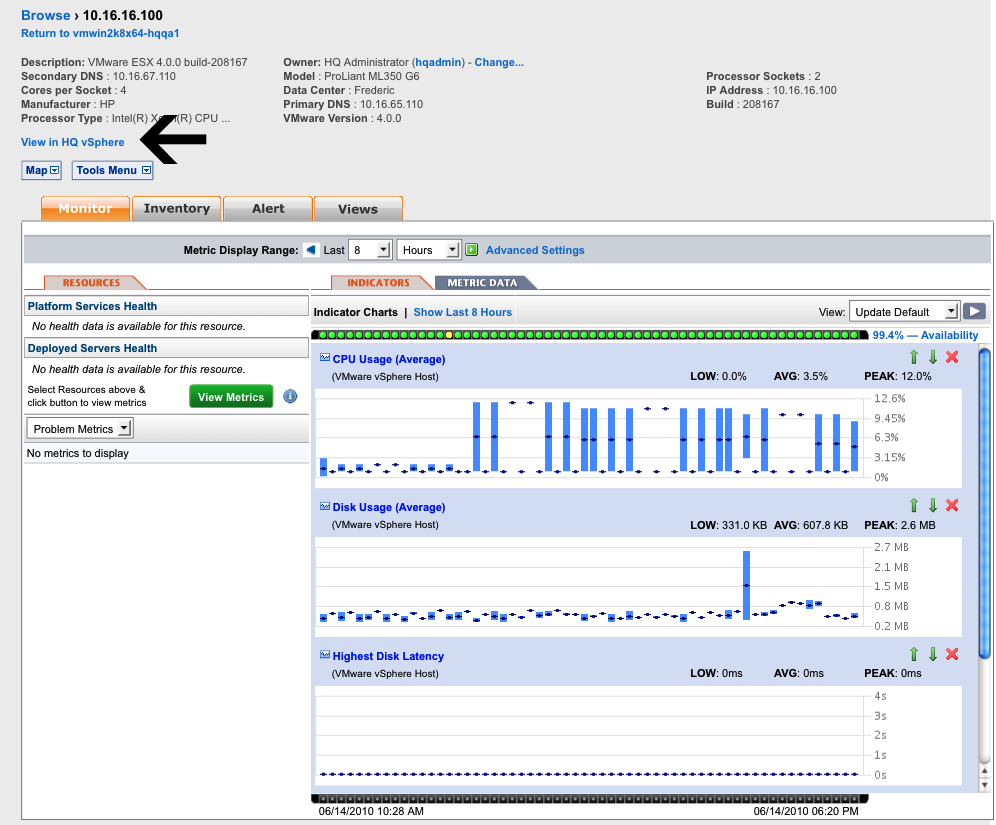 Browse › 10.16.16.100
Return to vmwin2k8x64-hqqa1
Description: VMware ESX 4.0.0 build-208167
Owner: HQ Administrator (hqadmin) - Change...
Secondary DNS : 10.16.67.110
Model : ProLiant ML350 G6
Processor Sockets : 2
Cores per Socket : 4
Data Center : Frederic
IP Address : 10.16.16.100
Manufacturer : HP
Primary DNS : 10.16.65.110
Build : 208167
Processor Type : Intel(R) (R) CPU ...
VMware Version : 4.0.0
View in HQ vSphere
Map
Tools Menu
Monitor
Inventory
Alert
Views
Metric Display Range: Last 8 Hours Advanced Settings
RESOURCES
INDICATORS
METRIC DATA
Platform Services Health
No health data is available for this resource.
Deployed Servers Health
No health data is available for this resource.
Select Resources above &
click button to view metrics
View Metrics
i
Problem Metrics
No metrics to display
Indicator Charts | Show Last 8 Hours
View: Update Default
99.4% — Availability
CPU Usage (Average)
(VMware vSphere Host)
LOW: 0.0% AVG: 3.5% PEAK: 12.0%
12.6%
9.45%
6.3%
3.15%
0%
Disk Usage (Average)
(VMware vSphere Host)
LOW: 331.0 KB AVG: 607.8 KB PEAK: 2.6 MB
2.7 MB
2.1 MB
1.5 MB
0.8 MB
0.2 MB
Highest Disk Latency
(VMware vSphere Host)
LOW: 0ms AVG: 0ms PEAK: 0ms
4s
3s
2s
1s
0s
06/14/2010 10:28 AM
06/14/2010 06:20 PM